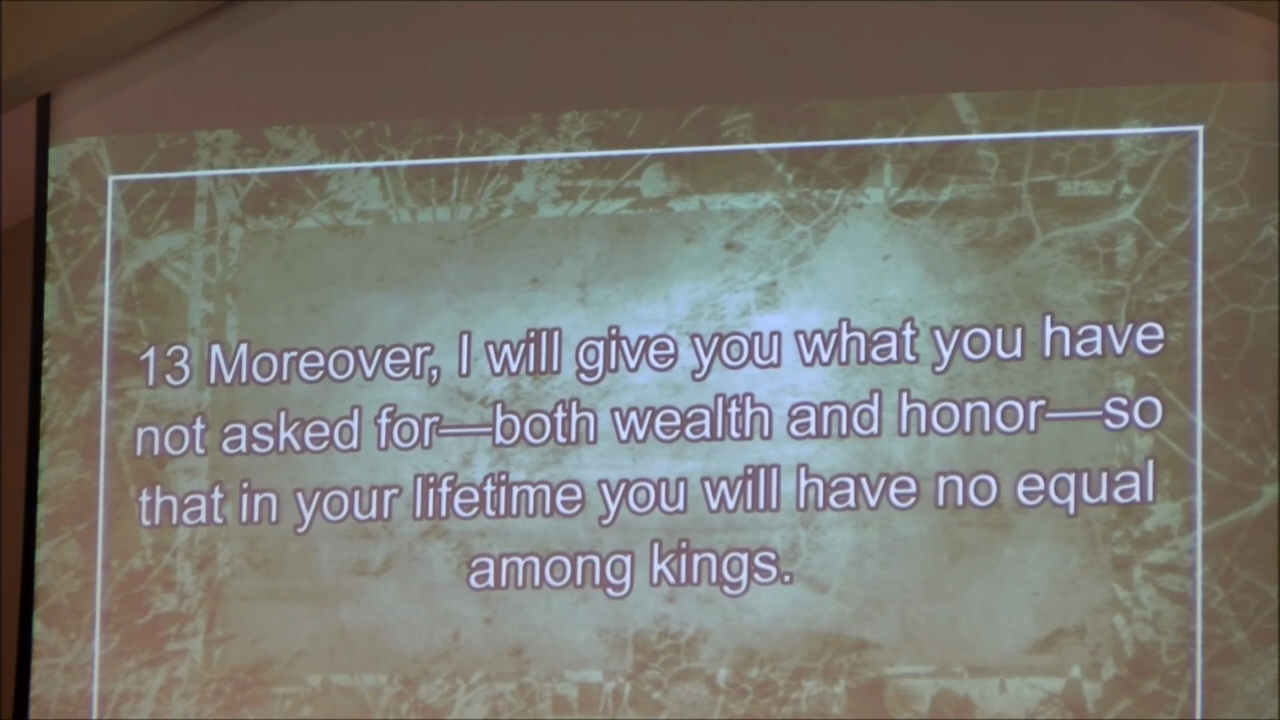 13 Moreover, I will give you what you have
not asked for—both wealth and honor—so
that in your lifetime you will have no equal
among kings.